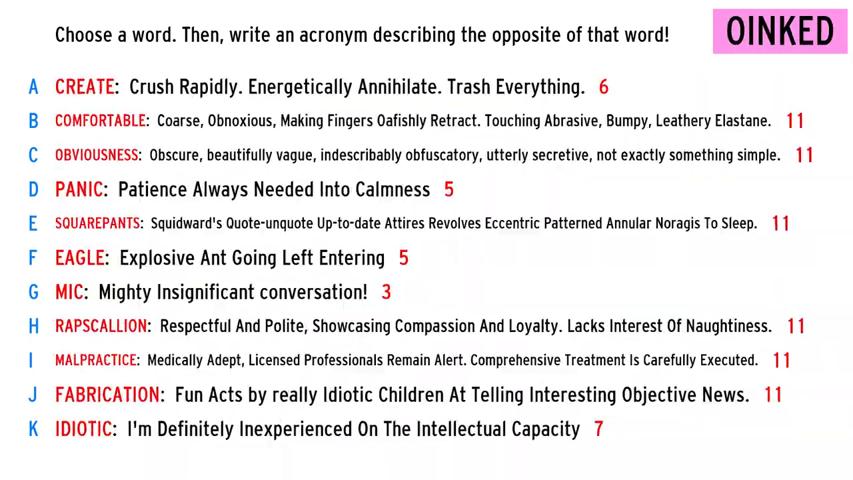 Choose a word. Then, write an acronym describing the opposite of that word!
OINKED
A CREATE: Crush Rapidly. Energetically Annihilate. Trash Everything. 6
B COMFORTABLE: Coarse, Obnoxious, Making Fingers Oafishly Retract. Touching Abrasive, Bumpy, Leathery Elastane. 11
C OBVIOUSNESS: Obscure, beautifully vague, indescribably obfuscatory, utterly secretive, not exactly something simple. 11
D PANIC: Patience Always Needed Into Calmness 5
E SQUAREPANTS: Squidward's Quote-unquote Up-to-date Attires Revolves Eccentric Patterned Annular Noragis To Sleep. 11
F EAGLE: Explosive Ant Going Left Entering 5
G MIC: Mighty Insignificant conversation! 3
H RAPSCALLION: Respectful And Polite, Showcasing Compassion And Loyalty. Lacks Interest Of Naughtiness. 11
I MALPRACTICE: Medically Adept, Licensed Professionals Remain Alert. Comprehensive Treatment Is Carefully Executed. 11
J FABRICATION: Fun Acts by really Idiotic Children At Telling Interesting Objective News. 11
K IDIOTIC: I'm Definitely Inexperienced On The Intellectual Capacity 7